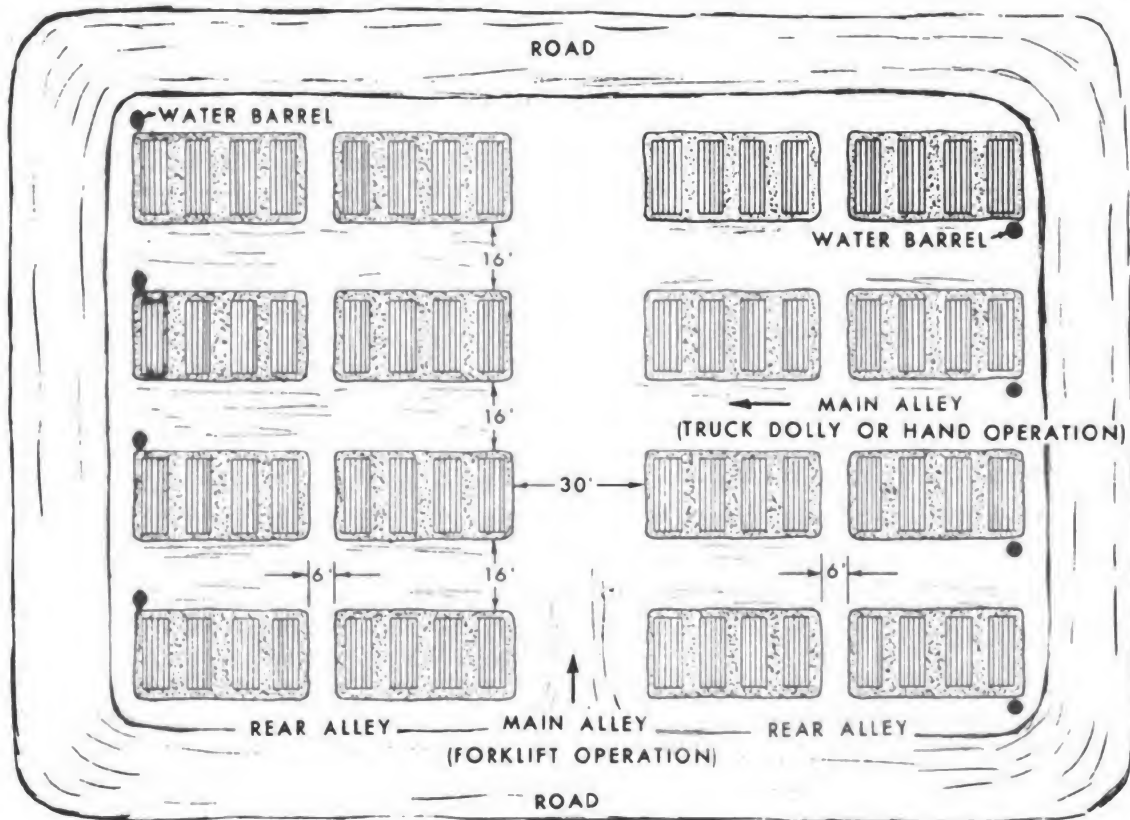 ROAD
WATER BARREL
WATER BARREL
16'
16'
MAIN ALLEY
(TRUCK DOLLY OR HAND OPERATION)
30'
6'
16'
6'
REAR ALLEY
MAIN ALLEY
REAR ALLEY
(FORKLIFT OPERATION)
ROAD